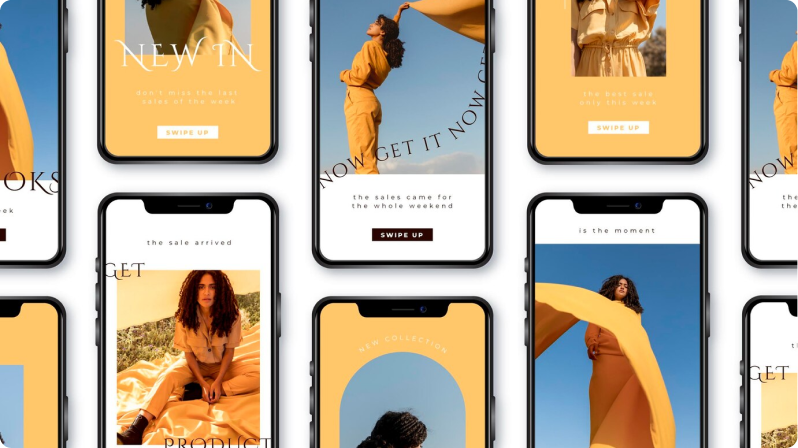 OKS
ek
NEW IN
don't miss the last
sales of the week
SWIPE UP
the sale arrived
GET
PRODUCT
NOW GET IT NOW GE
the sales came for
the whole weekend
SWIPE UP
NEW COLLECTION
the best sale
only this week
SWIPE UP
is the moment
NOW
the
the
GET